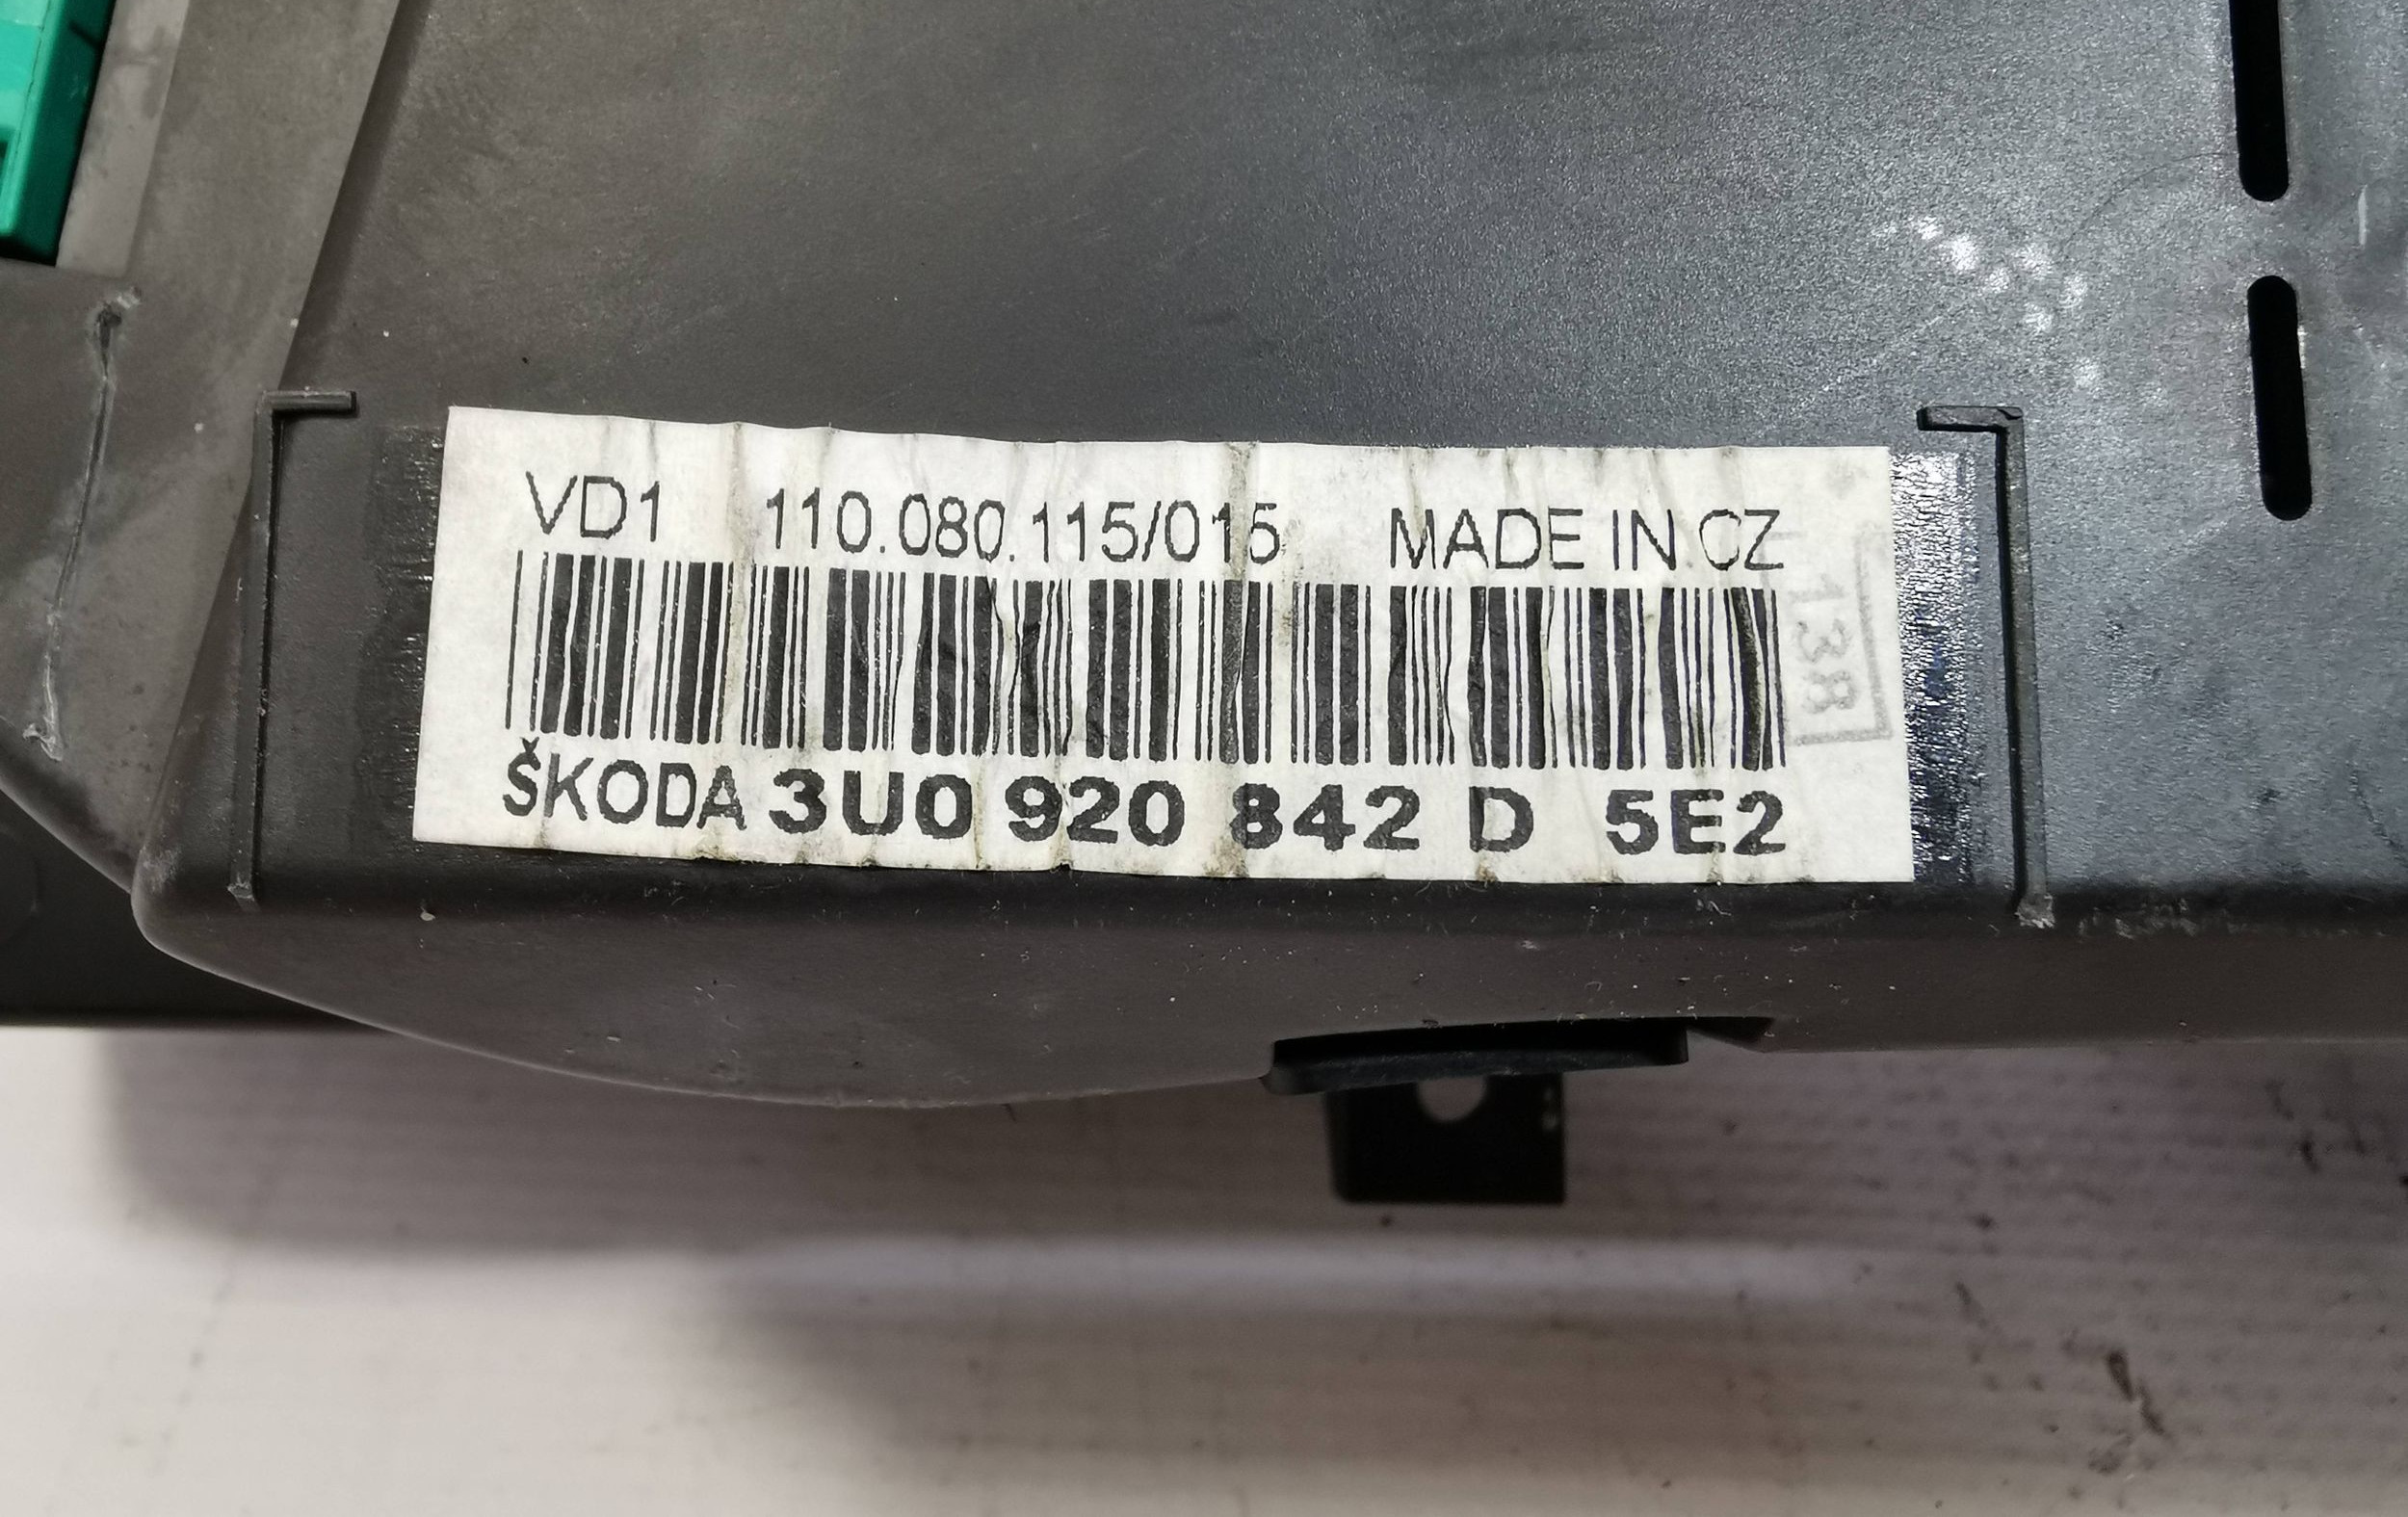 VD1 110.080.115/015 MADE IN CZ
138
ŠKODA 3U0 920 842 D 5E2